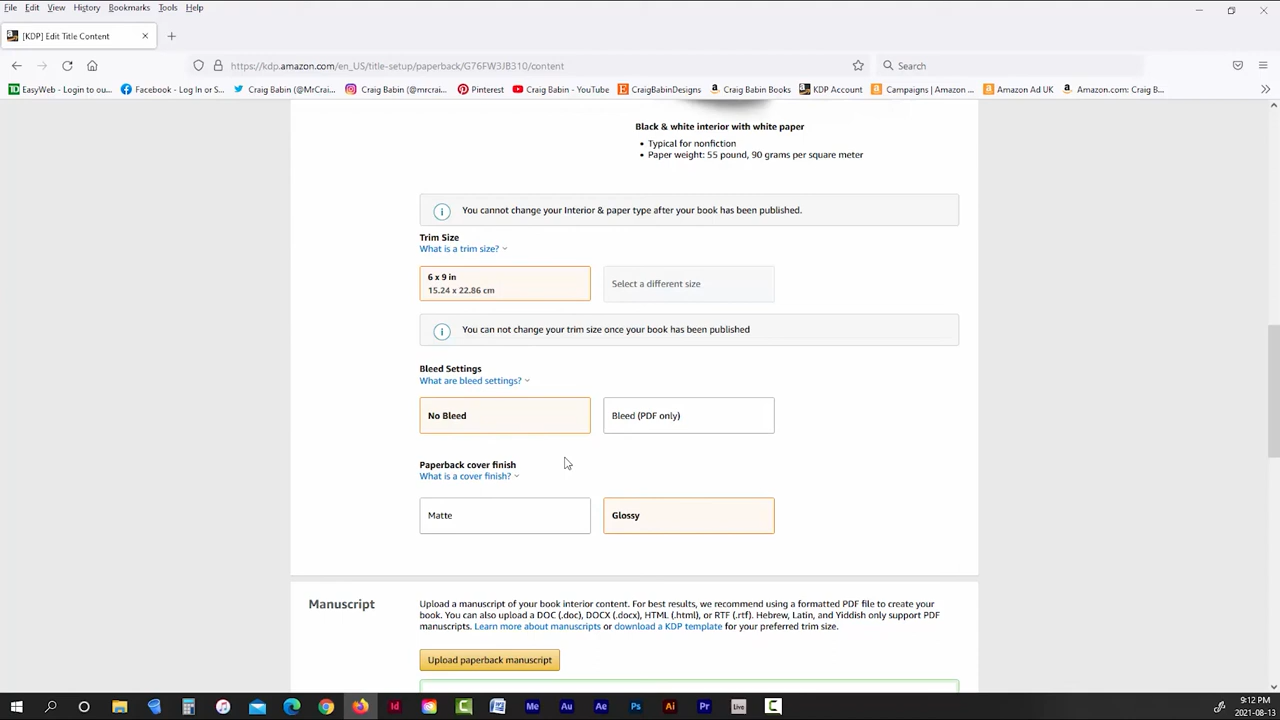 File Edit View History Bookmarks Tools Help
[KDP] Edit Title Content
https://kdp.amazon.com/en_US/title-setup/paperback/G76FW3JB310/content
Search
EasyWeb - Login to ou... Facebook - Log In or S... Craig Babin (@MrCrai... Craig Babin (@mrcrai... Pinterest Craig Babin - YouTube CraigBabinDesigns Craig Babin Books KDP Account Campaigns | Amazon ... Amazon Ad UK Amazon.com: Craig B...
Black & white interior with white paper
• Typical for nonfiction
• Paper weight: 55 pound, 90 grams per square meter
You cannot change your Interior & paper type after your book has been published.
Trim Size
What is a trim size?
6 x 9 in
15.24 x 22.86 cm
Select a different size
You can not change your trim size once your book has been published
Bleed Settings
What are bleed settings?
No Bleed
Bleed (PDF only)
Paperback cover finish
What is a cover finish?
Matte
Glossy
Manuscript
Upload a manuscript of your book interior content. For best results, we recommend using a formatted PDF file to create your
book. You can also upload a DOC (.doc), DOCX (.docx), HTML (.html), or RTF (.rtf). Hebrew, Latin, and Yiddish only support PDF
manuscripts. Learn more about manuscripts or download a KDP template for your preferred trim size.
Upload paperback manuscript
Id
Me
Au
Ae
Ps
Ai
Pr
Live
9:12 PM
2021-08-13